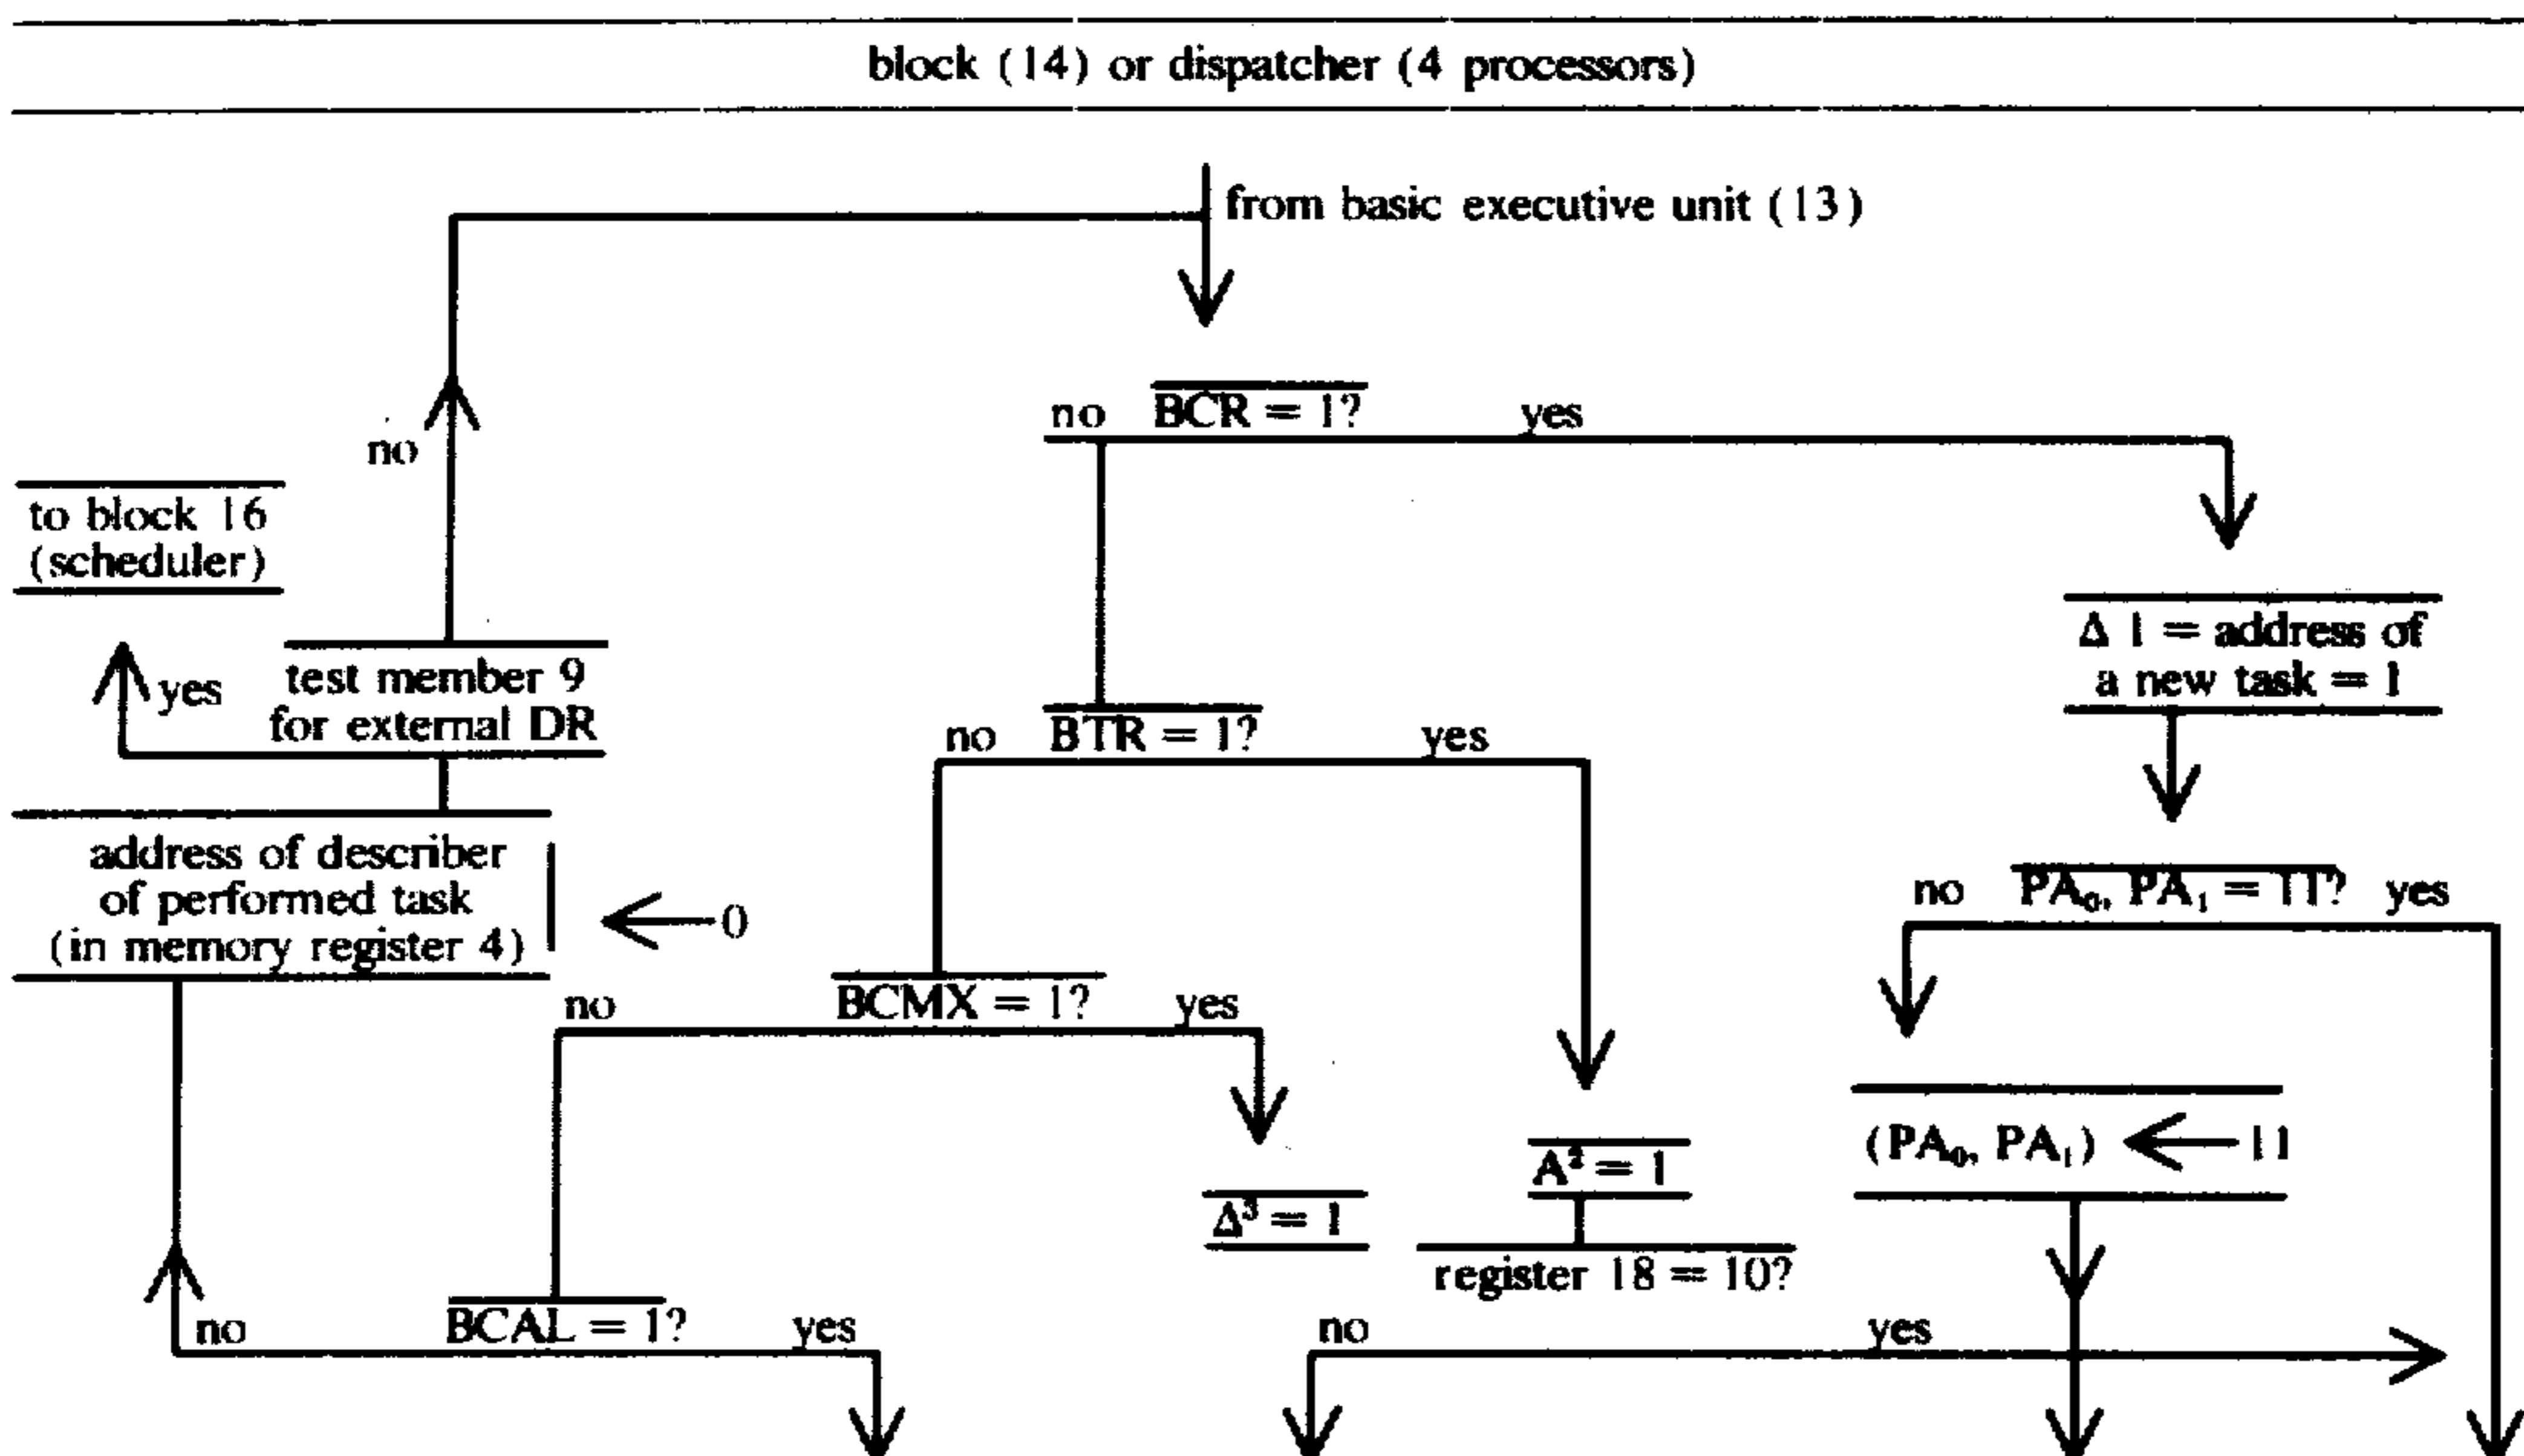 block (14) or dispatcher (4 processors)
from basic executive unit (13)
no BCR = 1? yes
no
to block 16
(scheduler)
Δ 1 = address of
a new task = 1
yes
test member 9
for external DR
no BTR = 1? yes
address of describer
of performed task
(in memory register 4)
0
no PA₀, PA₁ = 11? yes
no BCMX = 1? yes
(PA₀, PA₁) 11
A² = 1
Δ³ = 1
register 18 = 10?
no BCAL = 1? yes
no yes